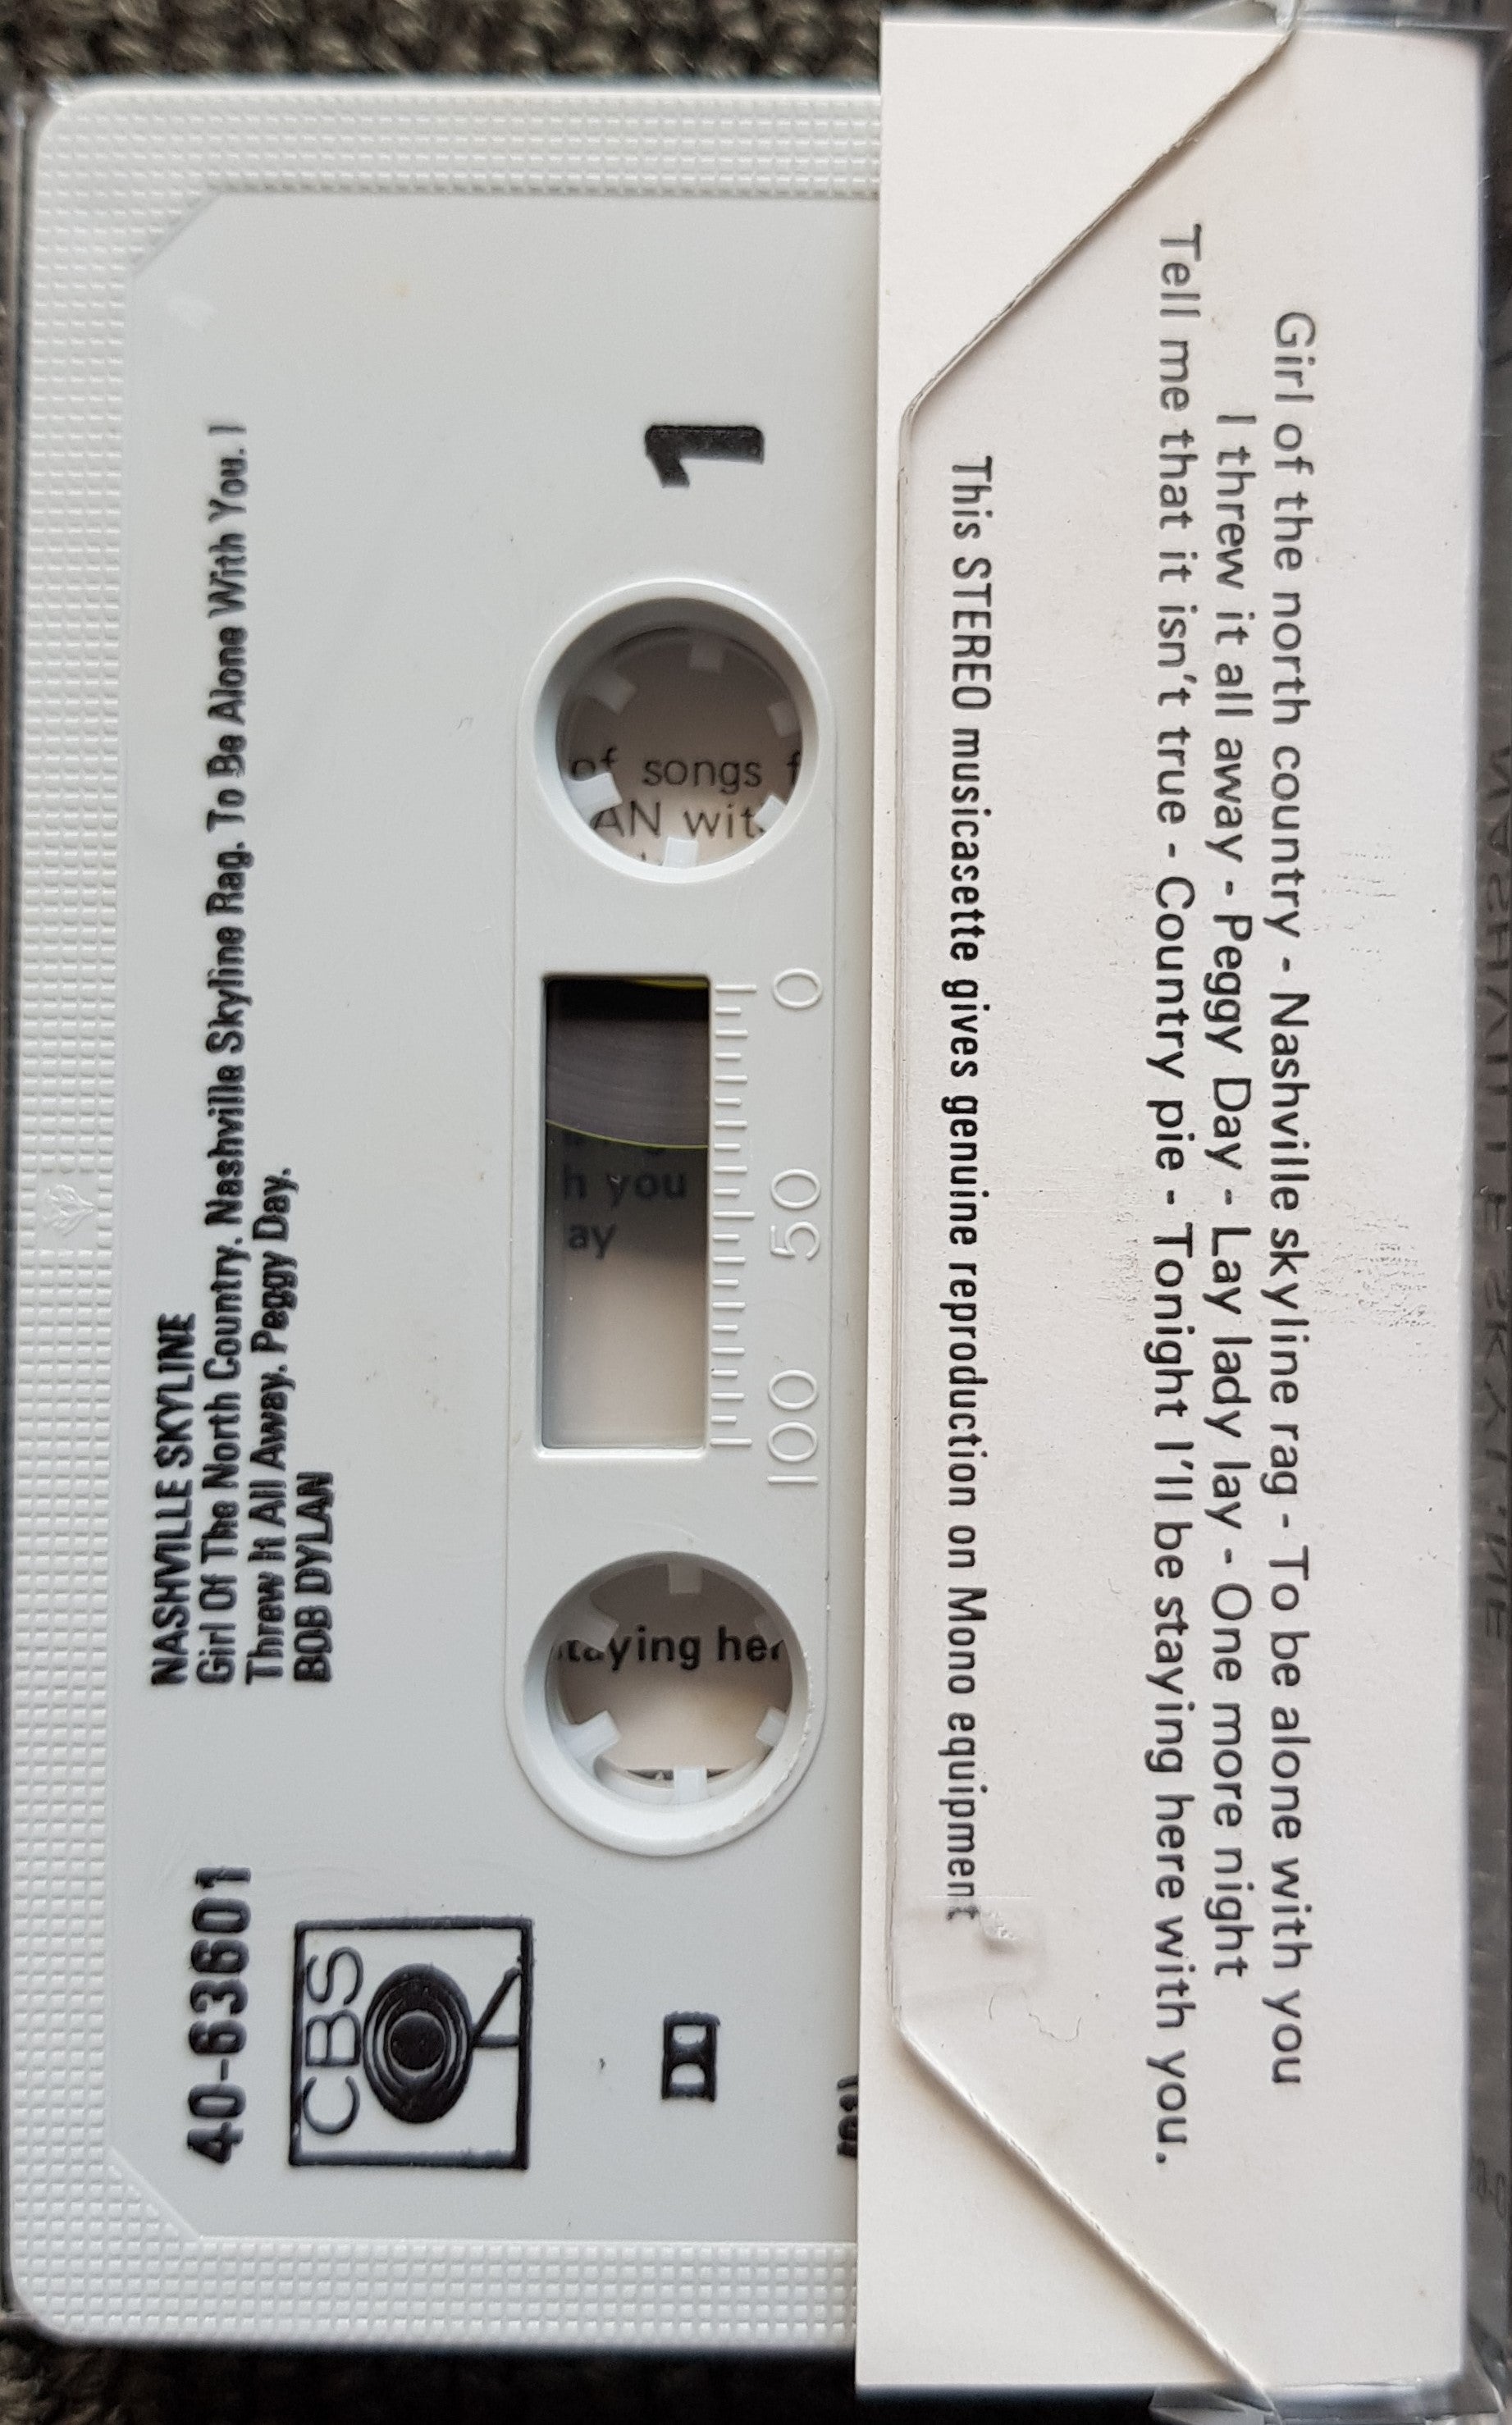 NASHVILLE SKYLINE
Girl Of The North Country. Nashville Skyline Rag. To Be Alone With You. I
Threw It All Away. Peggy Day.
BOB DYLAN
40-63601
CBS
1
of songs
AN wit
0 50 100
h you
ay
taying her
Girl of the north country - Nashville skyline rag - To be alone with you
I threw it all away - Peggy Day - Lay lady lay - One more night
Tell me that it isn't true - Country pie - Tonight I'll be staying here with you.
This STEREO musicasette gives genuine reproduction on Mono equipment